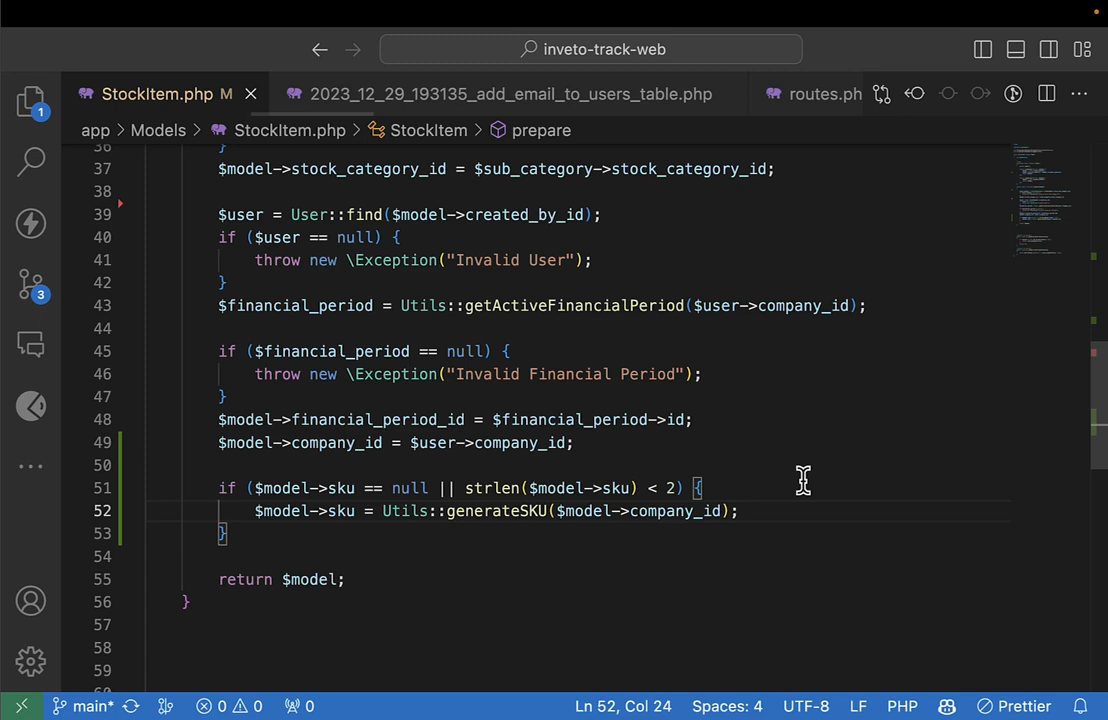 inveto-track-web
StockItem.php M 2023_12_29_193135_add_email_to_users_table.php routes.ph
app > Models > StockItem.php > StockItem > prepare
1
3
36 }
37 $model->stock_category_id = $sub_category->stock_category_id;
38
39 $user = User::find($model->created_by_id);
40 if ($user == null) {
41 throw new \Exception("Invalid User");
42 }
43 $financial_period = Utils::getActiveFinancialPeriod($user->company_id);
44
45 if ($financial_period == null) {
46 throw new \Exception("Invalid Financial Period");
47 }
48 $model->financial_period_id = $financial_period->id;
49 $model->company_id = $user->company_id;
50
51 if ($model->sku == null || strlen($model->sku) < 2) {
52 $model->sku = Utils::generateSKU($model->company_id);
53 }
54
55 return $model;
56 }
57
58
59
main* 0 0 0 Ln 52, Col 24 Spaces: 4 UTF-8 LF PHP Prettier